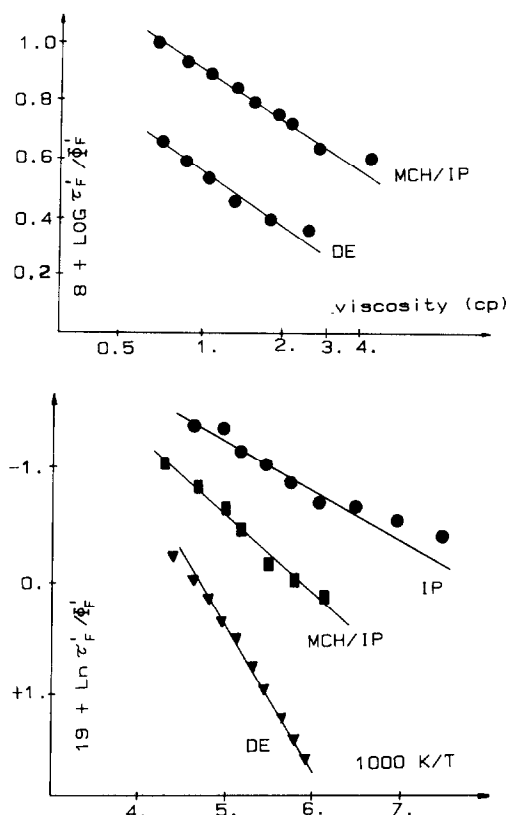 1.0
0.8
0.6
0.4
0.2
8 + LOG τ'F/Φ'F
MCH/IP
DE
viscosity (cp)
0.5 1. 2. 3. 4.
-1.
0.
+1.
19 + Ln τ'F/Φ'F
IP
MCH/IP
DE
1000 K/T
4. 5. 6. 7.